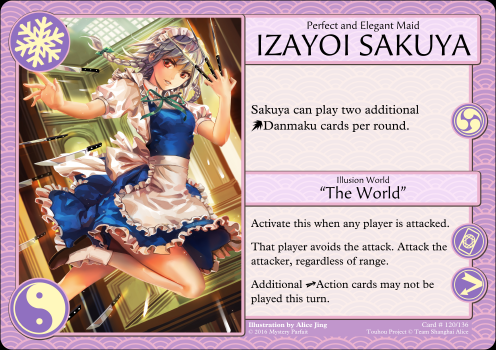 Perfect and Elegant Maid
IZAYOI SAKUYA
Sakuya can play two additional
Danmaku cards per round.
Illusion World
"The World"
Activate this when any player is attacked.
That player avoids the attack. Attack the
attacker, regardless of range.
Additional Action cards may not be
played this turn.
Illustration by Alice Jing
© 2016 Mystery Parfait
Card # 120/136
Touhou Project © Team Shanghai Alice